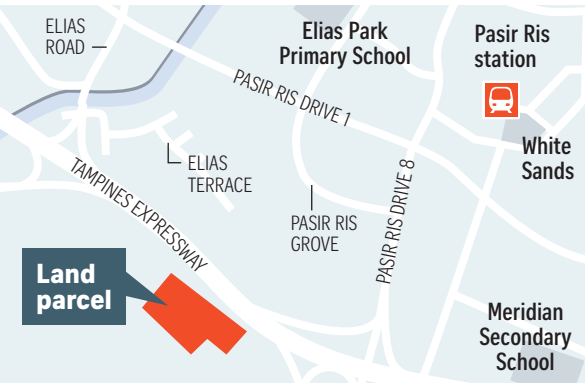 ELIAS
ROAD
Elias Park
Primary School
Pasir Ris
station
PASIR RIS DRIVE 1
White
Sands
ELIAS
TERRACE
TAMPINES EXPRESSWAY
PASIR RIS
GROVE
PASIR RIS DRIVE 8
Land
parcel
Meridian
Secondary
School